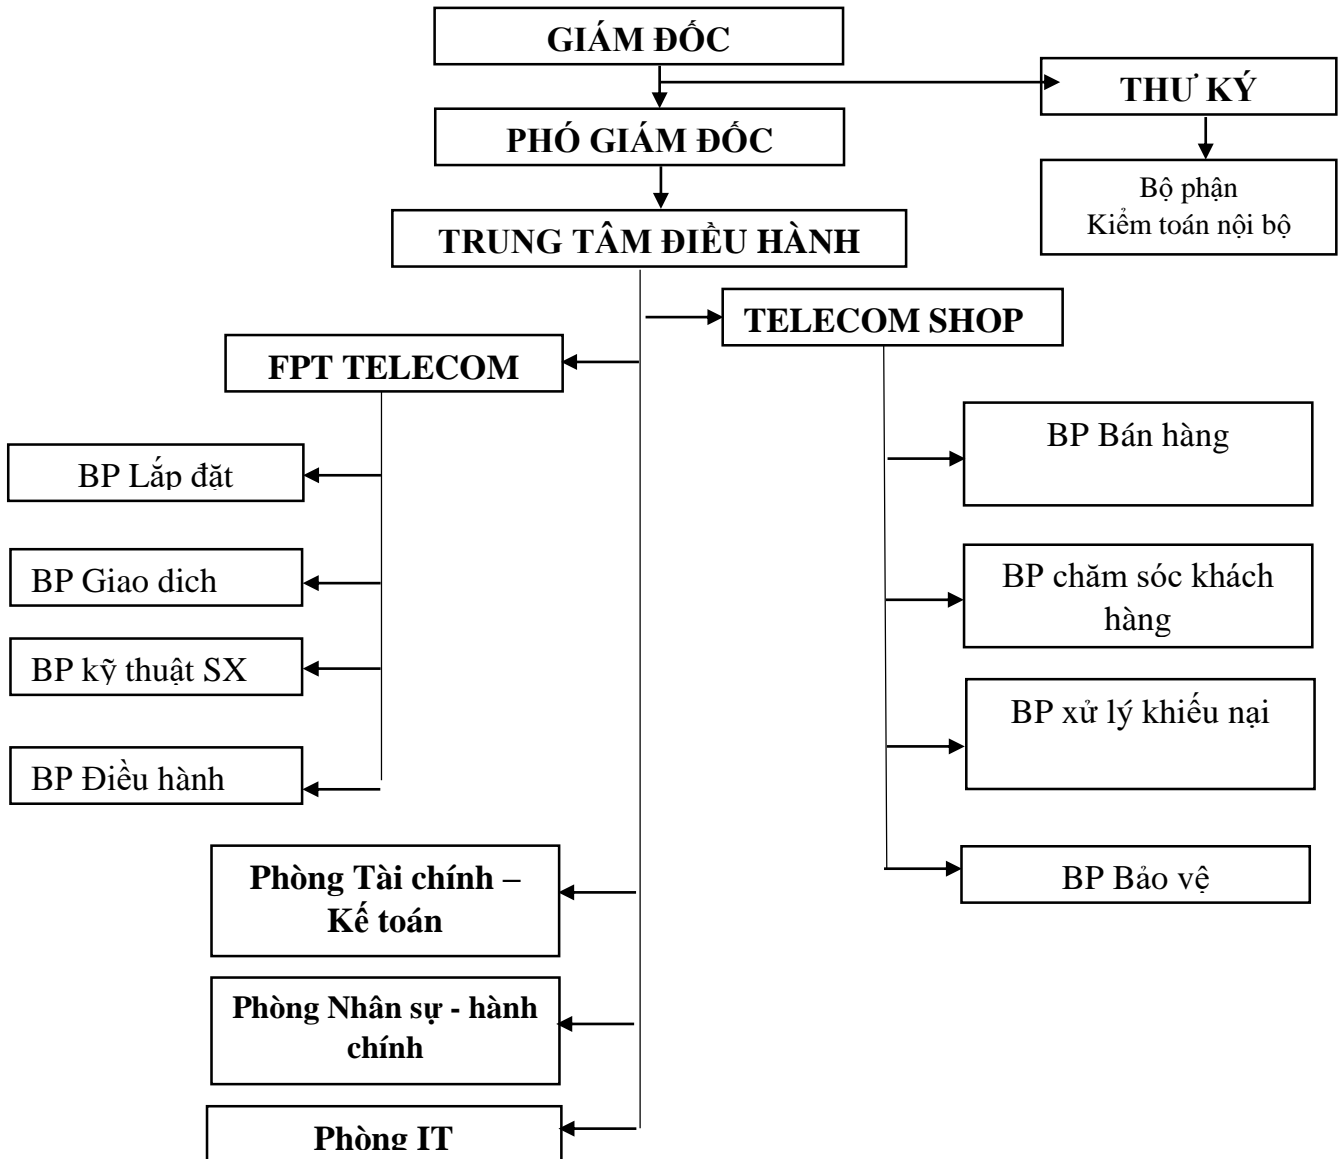 GIÁM ĐỐC
THƯ KÝ
PHÓ GIÁM ĐỐC
Bộ phận
Kiểm toán nội bộ
TRUNG TÂM ĐIỀU HÀNH
TELECOM SHOP
FPT TELECOM
BP Bán hàng
BP Lắp đặt
BP Giao dich
BP chăm sóc khách
hàng
BP kỹ thuật SX
BP xử lý khiếu nại
BP Điều hành
Phòng Tài chính –
Kế toán
BP Bảo vệ
Phòng Nhân sự - hành
chính
Phòng IT